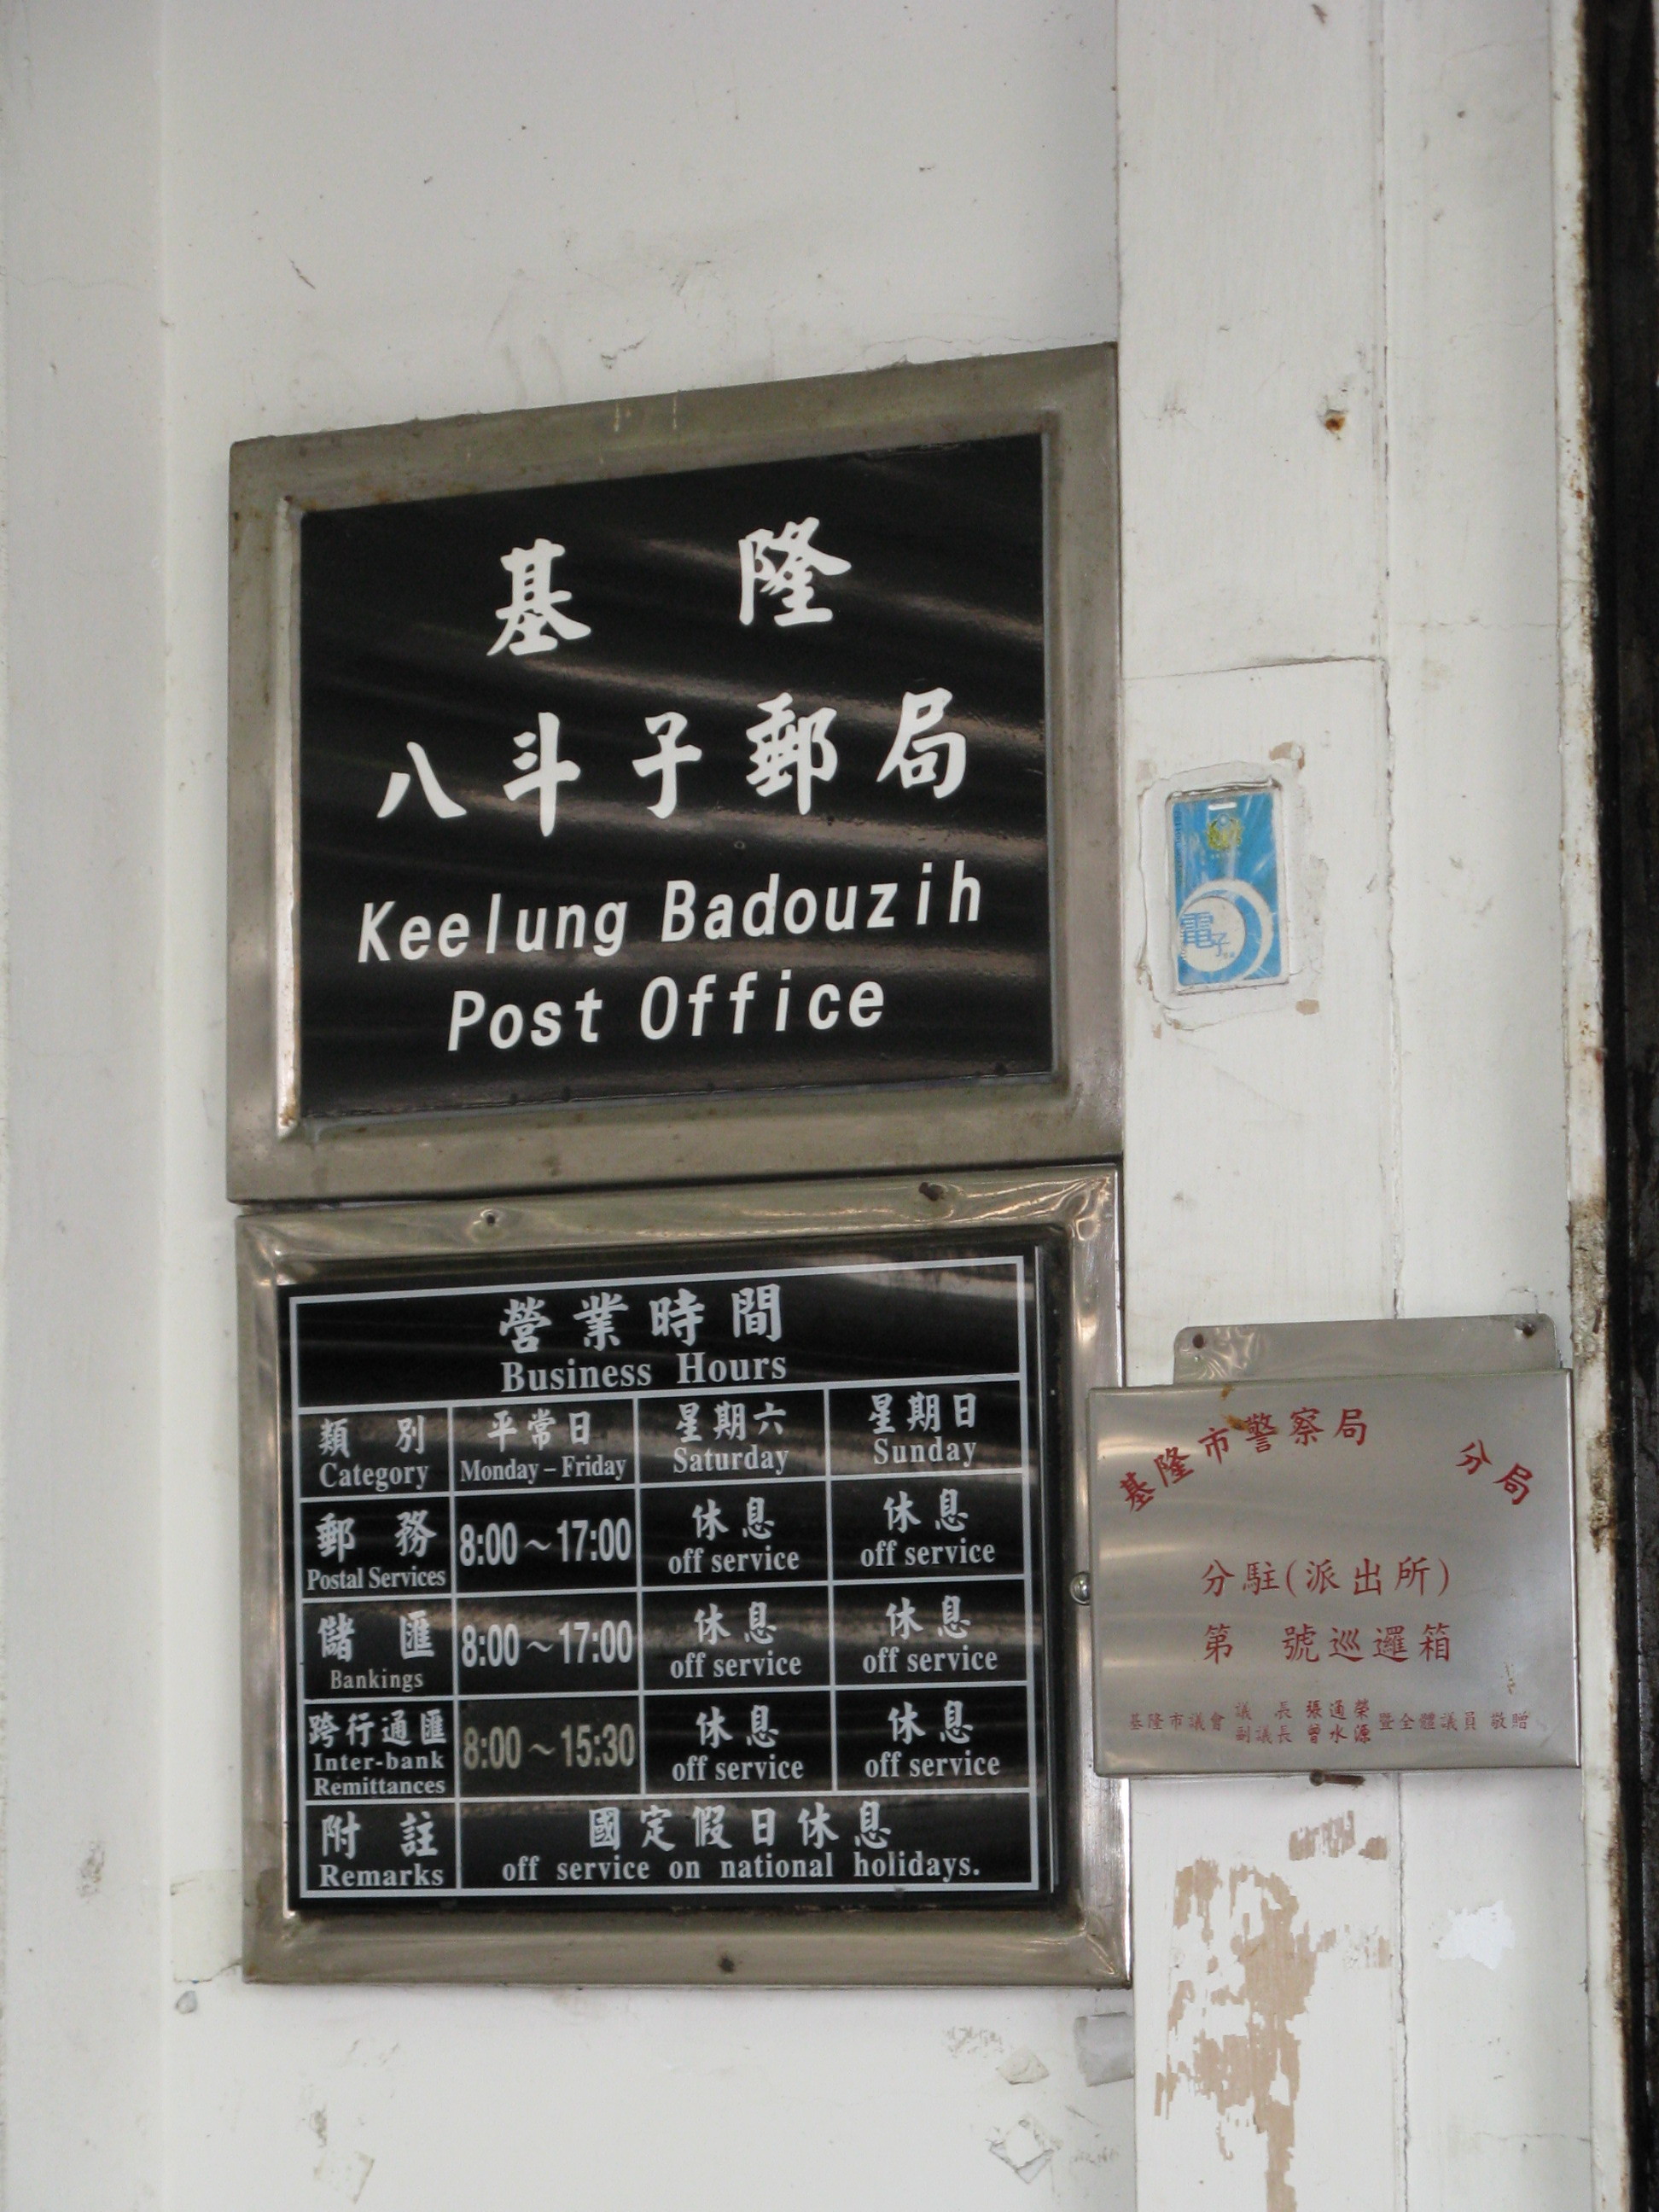 基隆
八斗子郵局
Keelung Badouzih
Post Office
營業時間
Business Hours
類別 平常日 星期六 星期日
Category Monday – Friday Saturday Sunday
郵務 8:00～17:00 休息 休息
Postal Services off service off service
儲匯 8:00～17:00 休息 休息
Bankings off service off service
跨行通匯 8:00～15:30 休息 休息
Inter-bank off service off service
Remittances
附註 國定假日休息
Remarks off service on national holidays.
電子
基隆市警察局 分局
分駐(派出所)
第 號巡邏箱
基隆市議會 議長 張通榮 暨全體議員 敬贈
副議長 曾水源